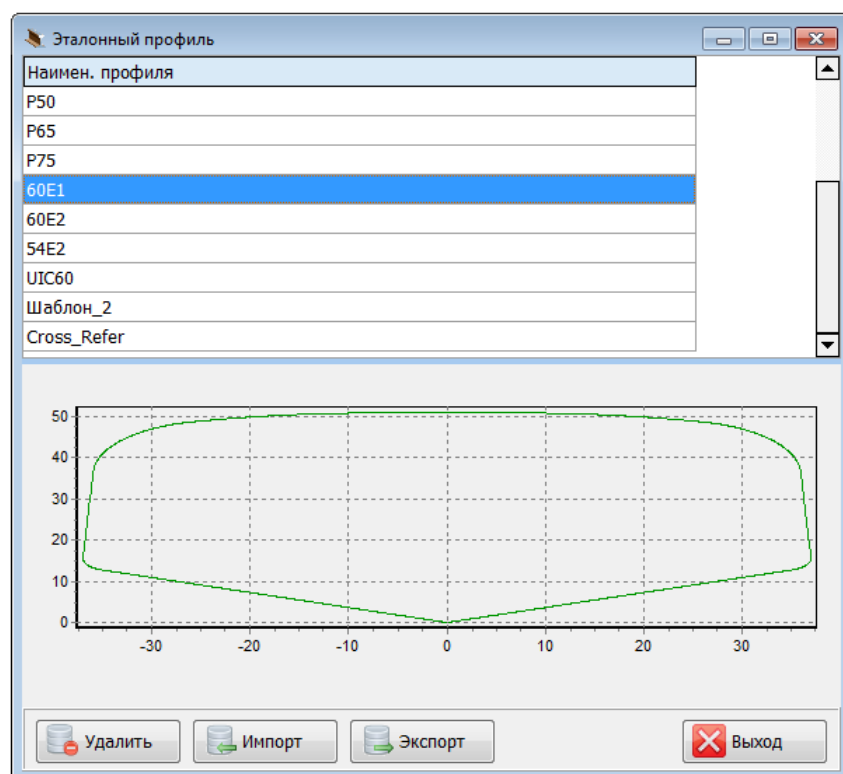 Эталонный профиль
Наимен. профиля
P50
P65
P75
60E1
60E2
54E2
UIC60
Шаблон_2
Cross_Refer
50
40
30
20
10
0
-30 -20 -10 0 10 20 30
Удалить Импорт Экспорт Выход